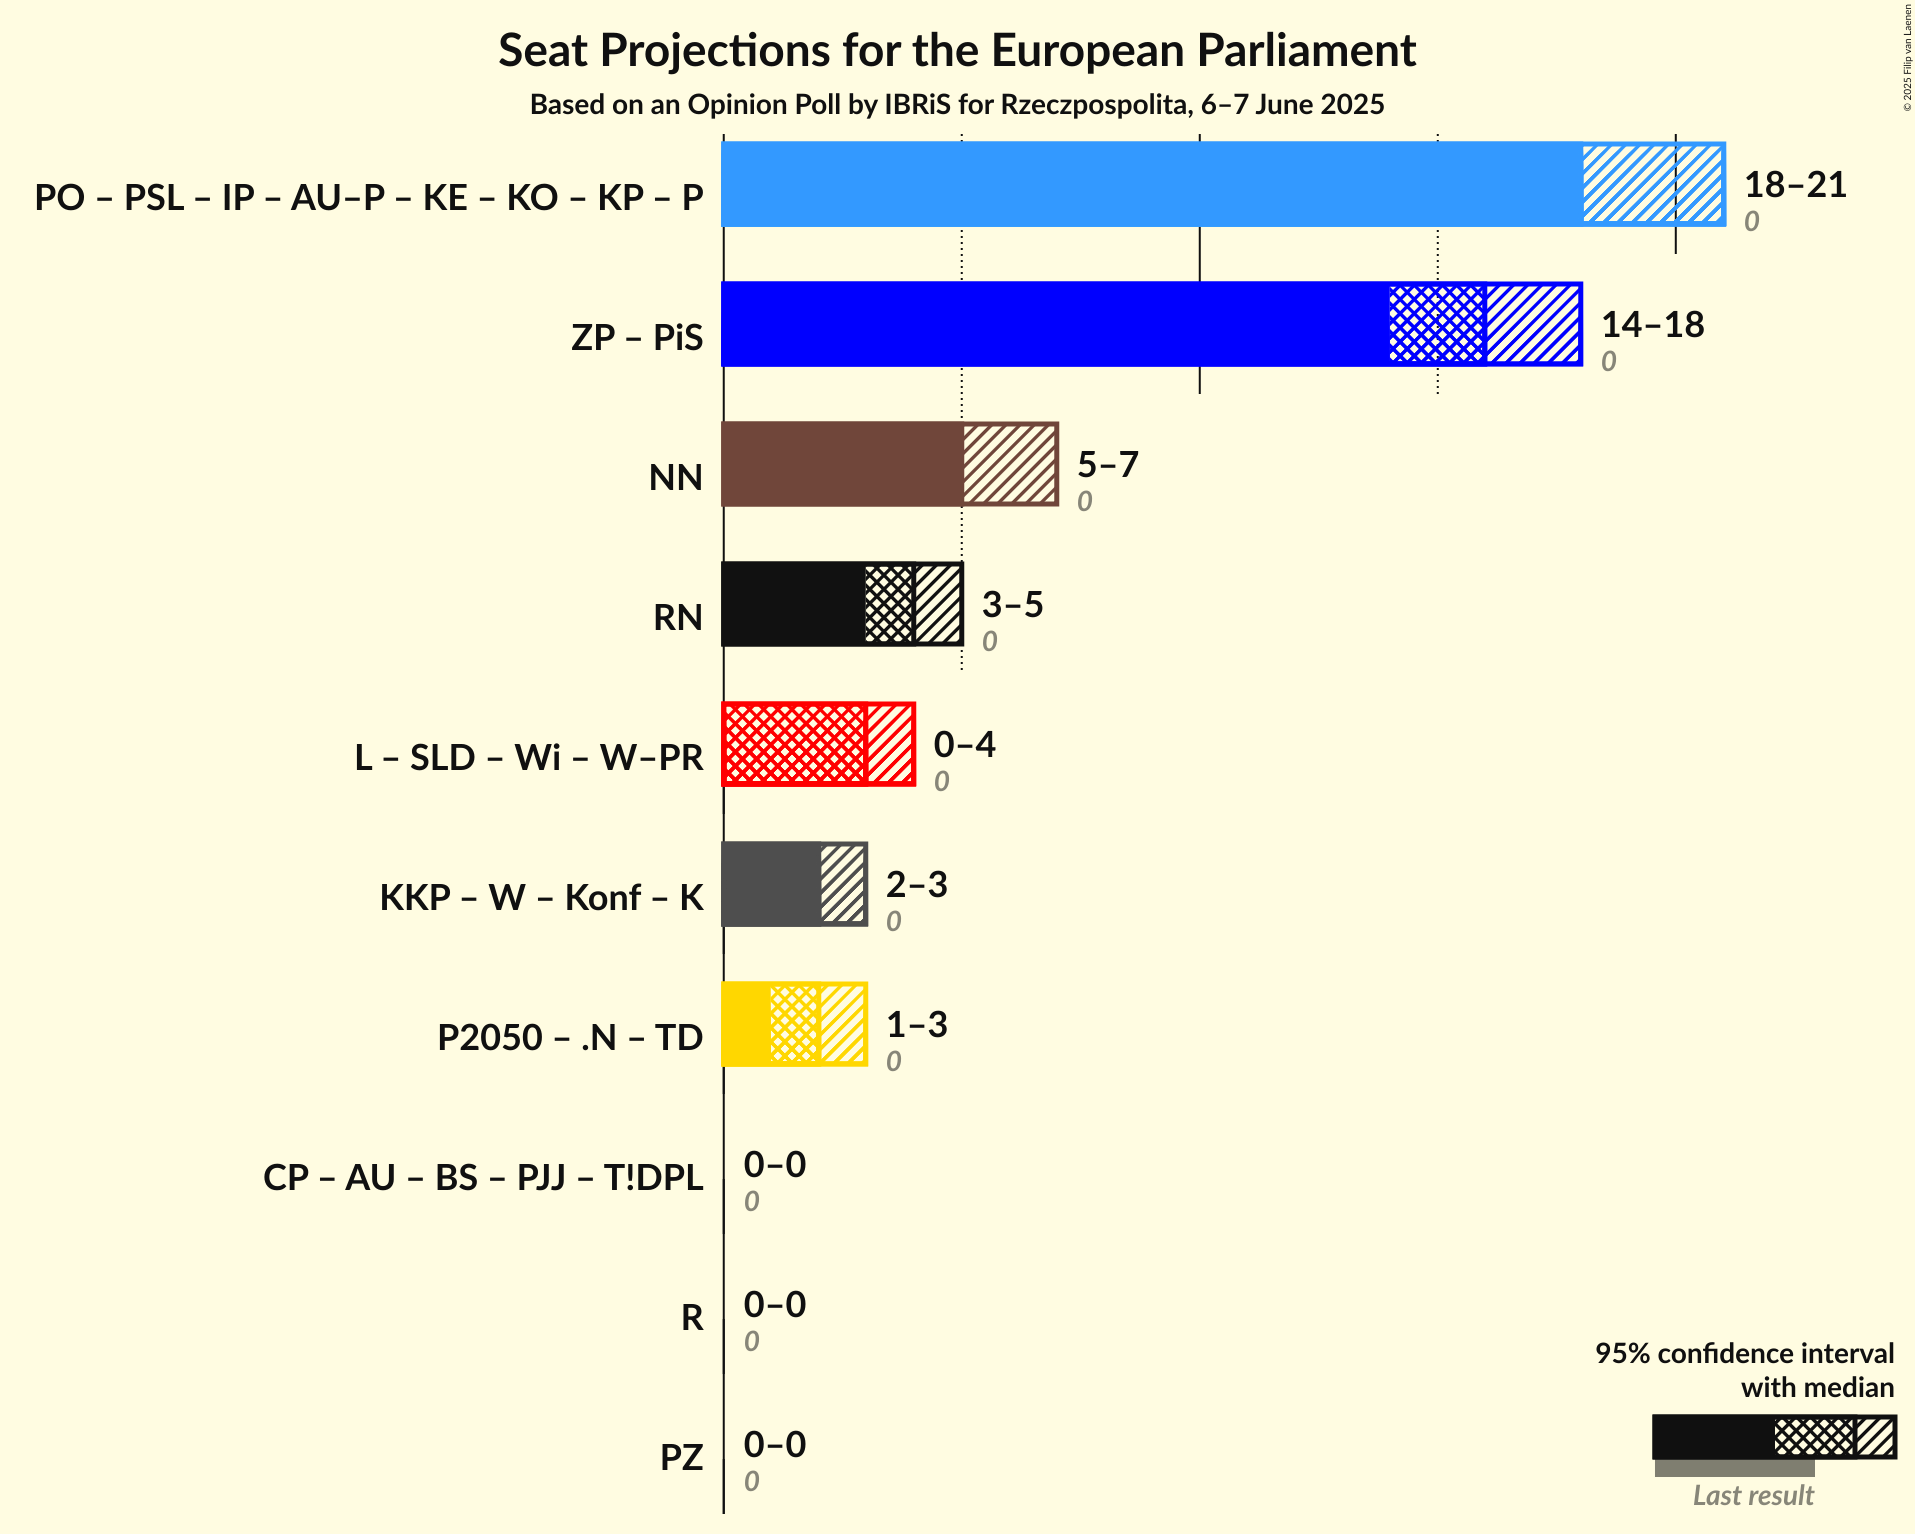 Seat Projections for the European Parliament
Based on an Opinion Poll by IBRiS for Rzeczpospolita, 6–7 June 2025
© 2025 Filip van Laenen
PO – PSL – IP – AU–P – KE – KO – KP – P
18–21
0
ZP – PiS
14–18
0
NN
5–7
0
RN
3–5
0
L – SLD – Wi – W–PR
0–4
0
KKP – W – Konf – K
2–3
0
P2050 – .N – TD
1–3
0
CP – AU – BS – PJJ – T!DPL
0–0
0
R
0–0
0
PZ
0–0
0
95% confidence interval
with median
Last result